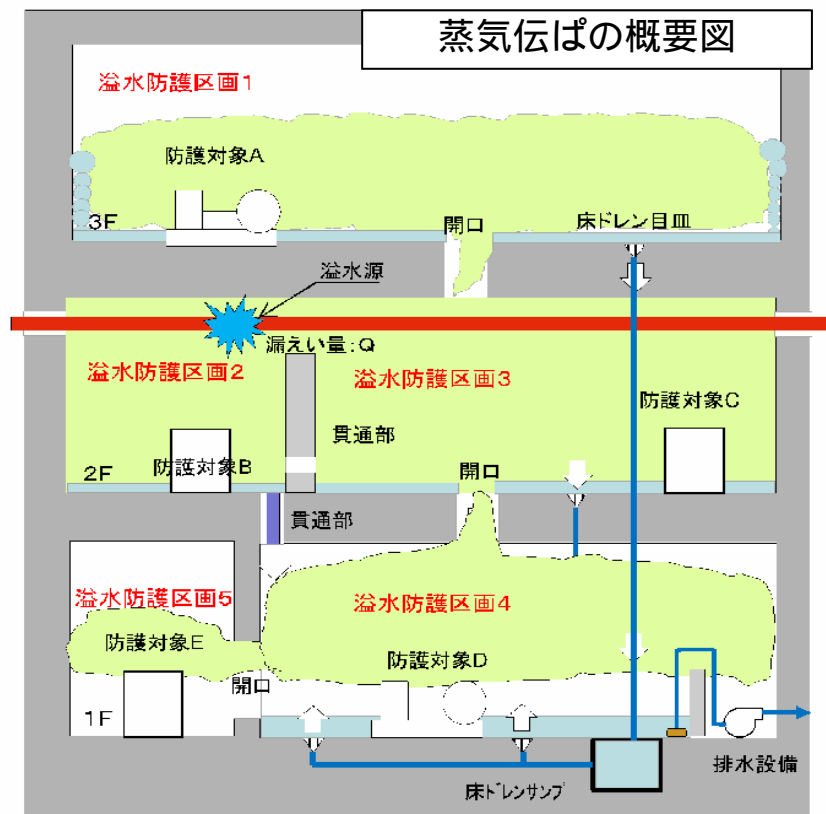 蒸気伝ぱの概要図
溢水防護区画1
防護対象A
3F
開口
床ドレン目皿
溢水源
漏えい量:Q
溢水防護区画2
溢水防護区画3
防護対象C
貫通部
防護対象B
2F
開口
貫通部
溢水防護区画5
溢水防護区画4
防護対象E
防護対象D
開口
1F
排水設備
床ドレンサンプ